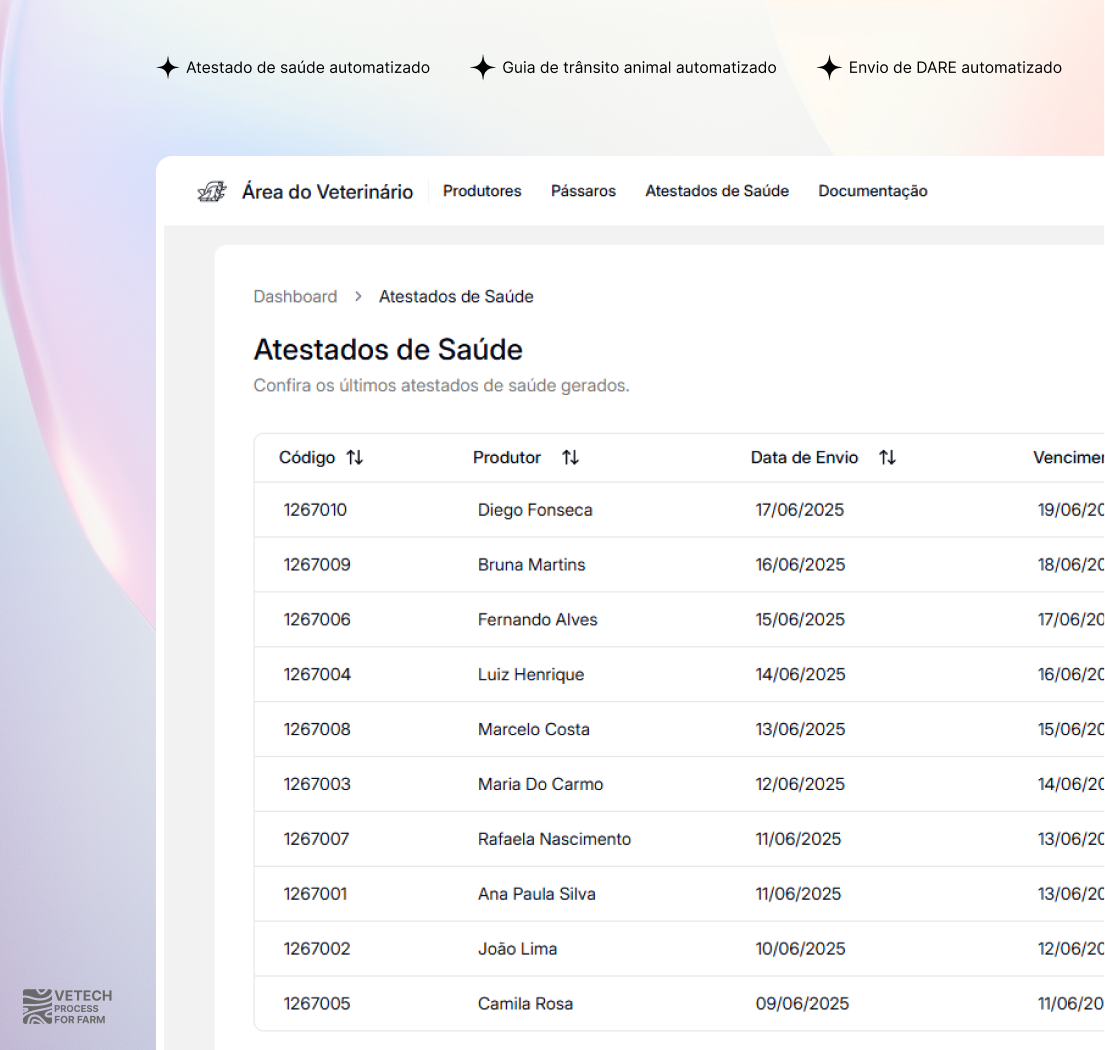 Atestado de saúde automatizado Guia de trânsito animal automatizado Envio de DARE automatizado
Área do Veterinário Produtores Pássaros Atestados de Saúde Documentação
Dashboard > Atestados de Saúde
Atestados de Saúde
Confira os últimos atestados de saúde gerados.
Código Produtor Data de Envio
1267010 Diego Fonseca 17/06/2025 19/06/20
1267009 Bruna Martins 16/06/2025 18/06/20
1267006 Fernando Alves 15/06/2025 17/06/20
1267004 Luiz Henrique 14/06/2025 16/06/20
1267008 Marcelo Costa 13/06/2025 15/06/20
1267003 Maria Do Carmo 12/06/2025 14/06/20
1267007 Rafaela Nascimento 11/06/2025 13/06/20
1267001 Ana Paula Silva 11/06/2025 13/06/20
1267002 João Lima 10/06/2025 12/06/20
1267005 Camila Rosa 09/06/2025 11/06/20
VETECH
PROCESS
FOR FARM